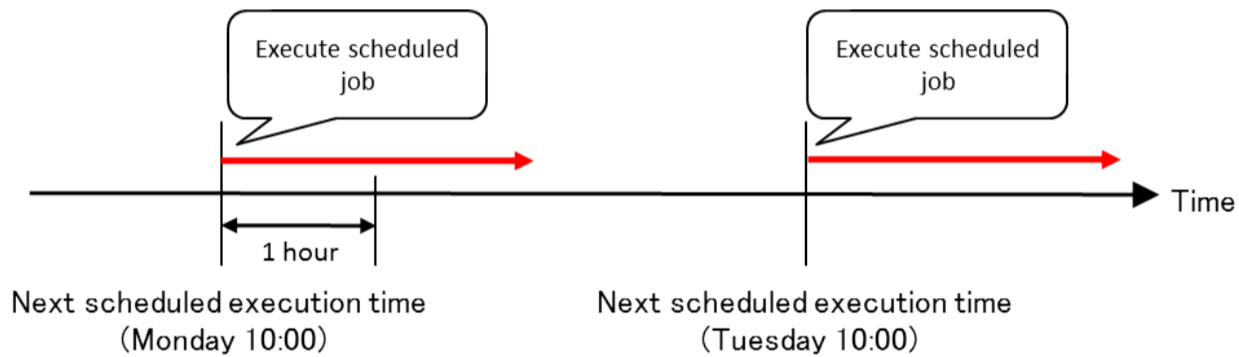 Execute scheduled
job
Execute scheduled
job
Time
1 hour
Next scheduled execution time
(Monday 10:00)
Next scheduled execution time
(Tuesday 10:00)